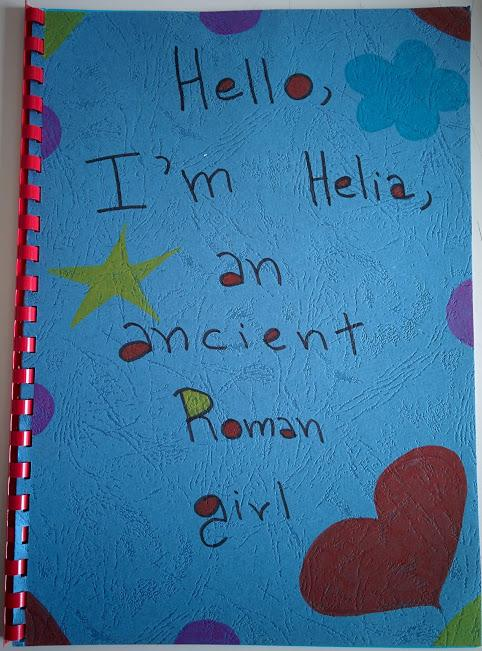 Hello,
I'm Helia,
an
ancient
Roman
girl